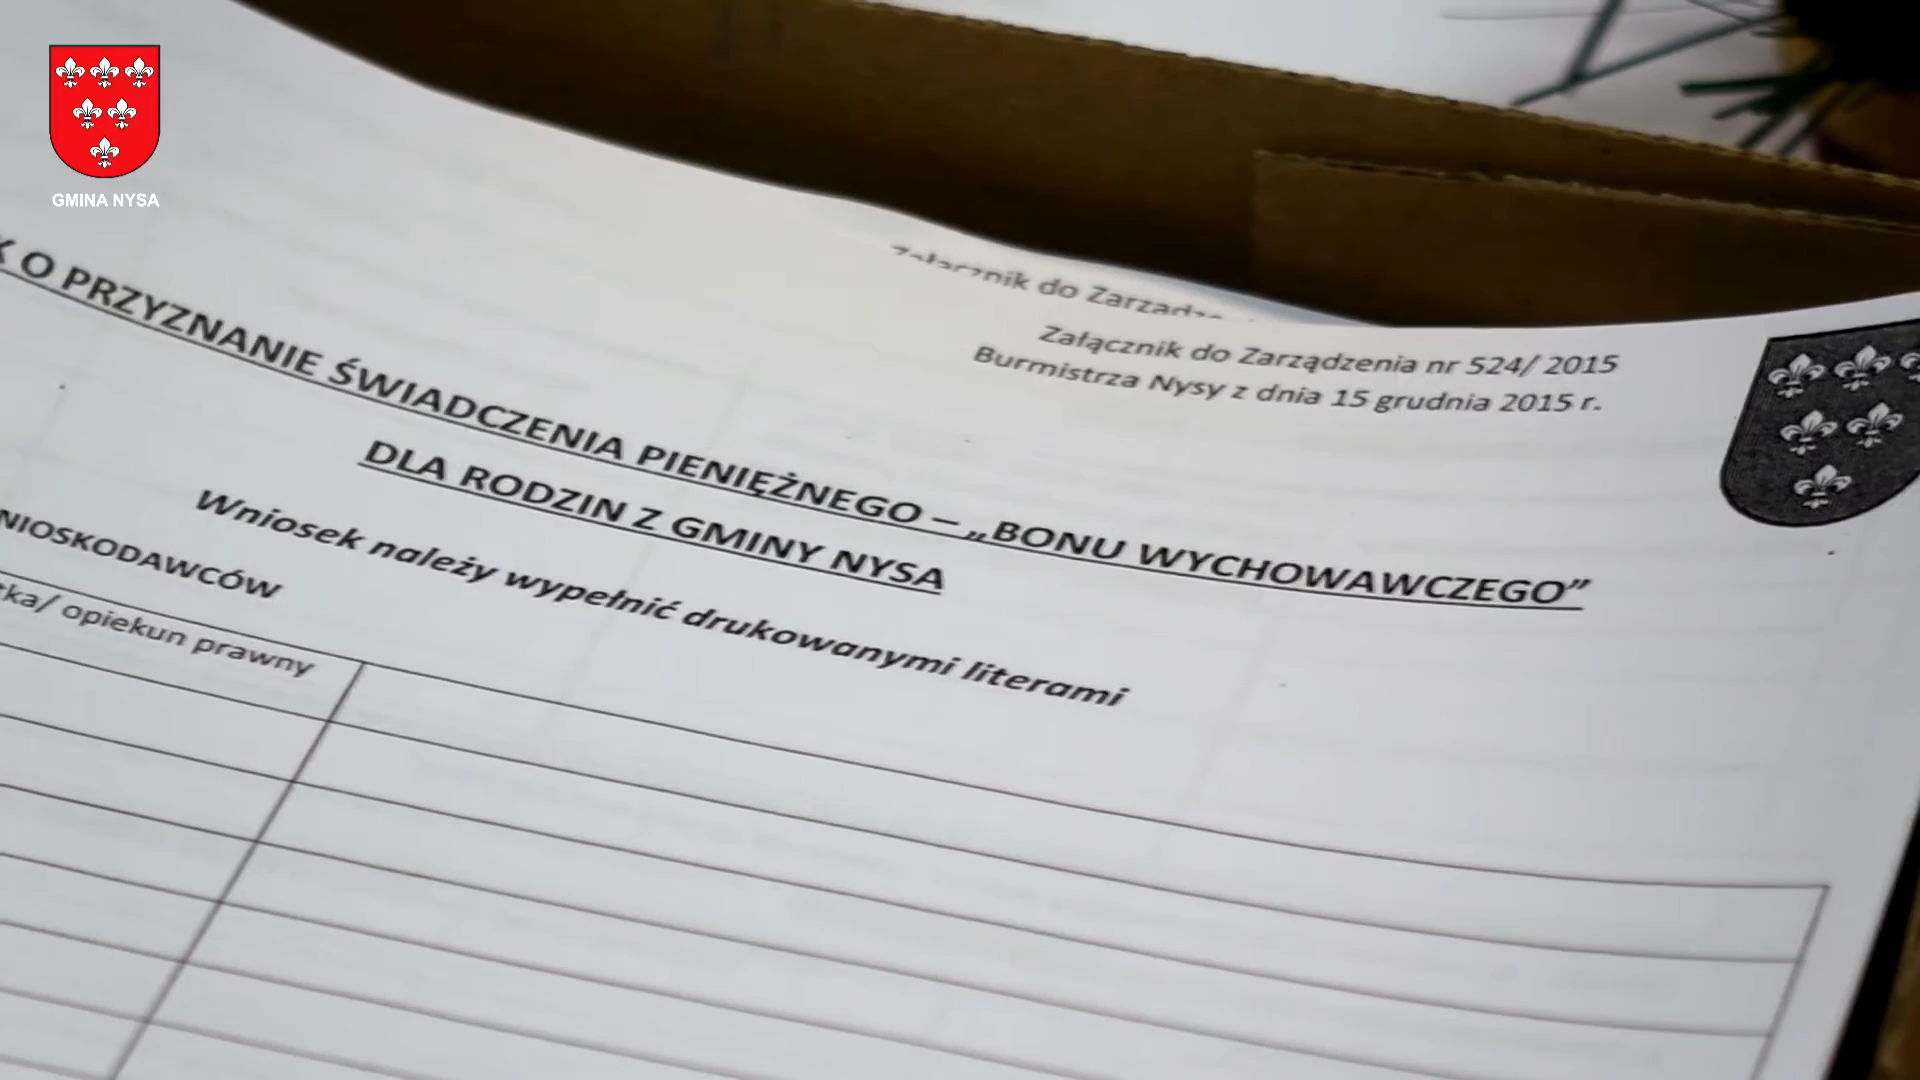 GMINA NYSA
Załącznik do Zarządzenia nr 524/ 2015
Burmistrza Nysy z dnia 15 grudnia 2015 r.
K O PRZYZNANIE ŚWIADCZENIA PIENIĘŻNEGO – „BONU WYCHOWAWCZEGO”
DLA RODZIN Z GMINY NYSA
Wniosek należy wypełnić drukowanymi literami
NIOSKODAWCÓW
tka/ opiekun prawny